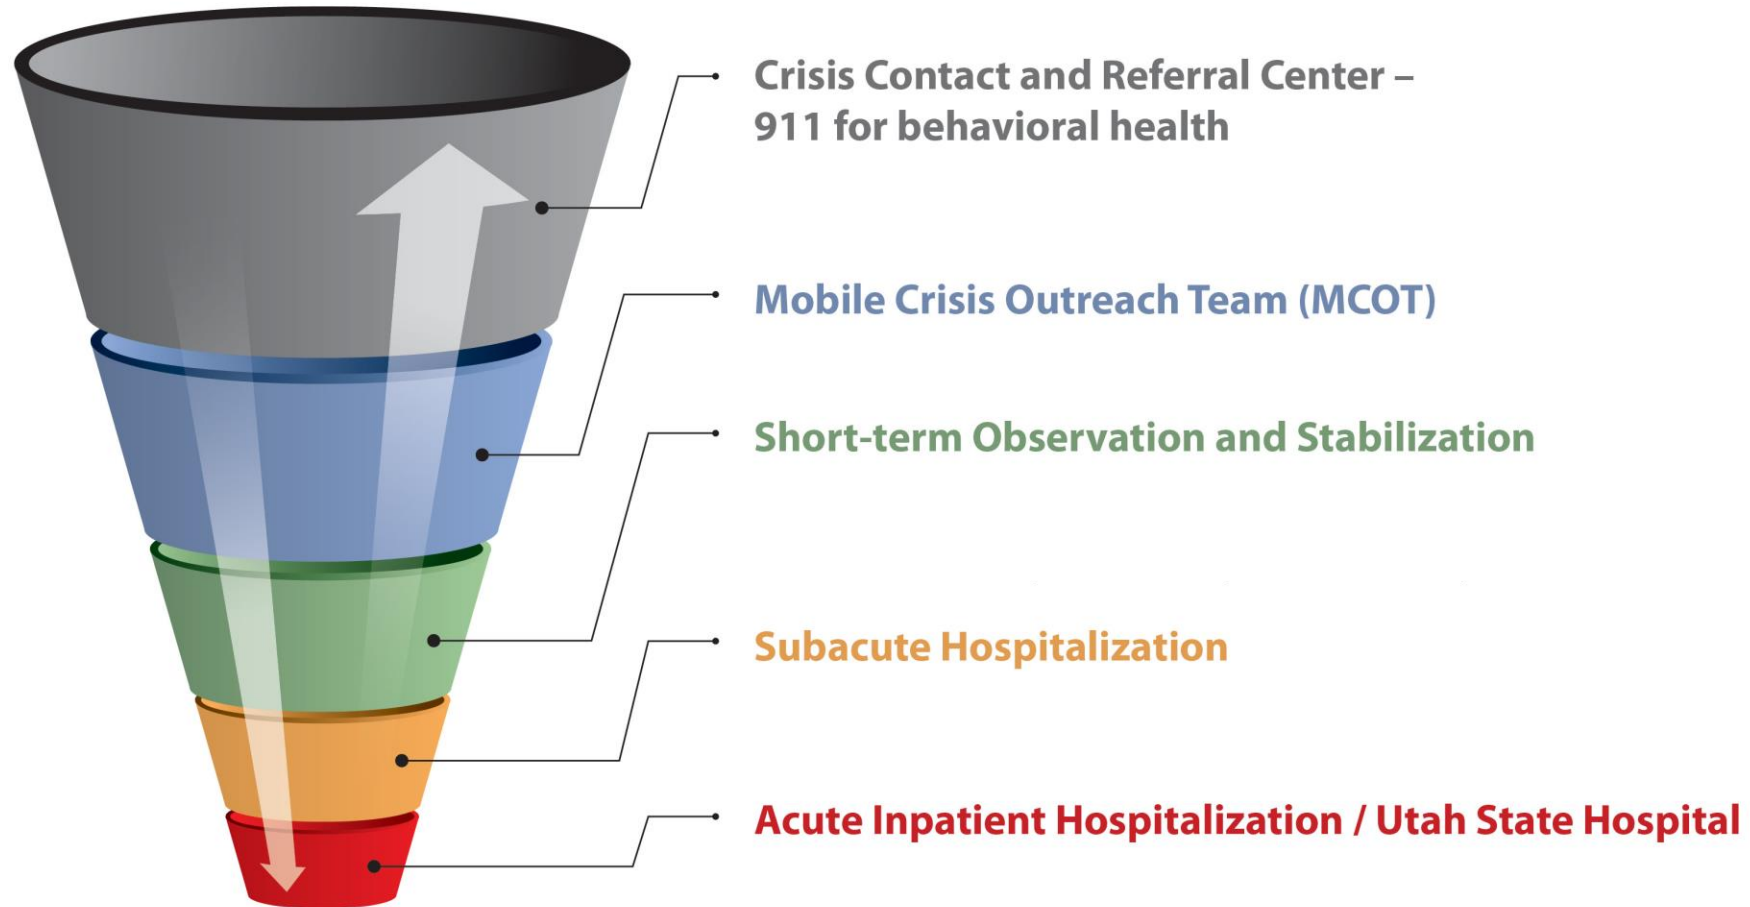 Crisis Contact and Referral Center –
911 for behavioral health
Mobile Crisis Outreach Team (MCOT)
Short-term Observation and Stabilization
Subacute Hospitalization
Acute Inpatient Hospitalization / Utah State Hospital